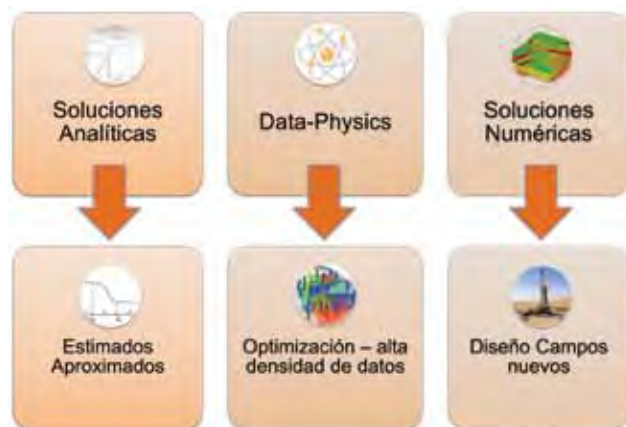 Soluciones
Analíticas
Data-Physics
Soluciones
Numéricas
Estimados
Aproximados
Optimización – alta
densidad de datos
Diseño Campos
nuevos